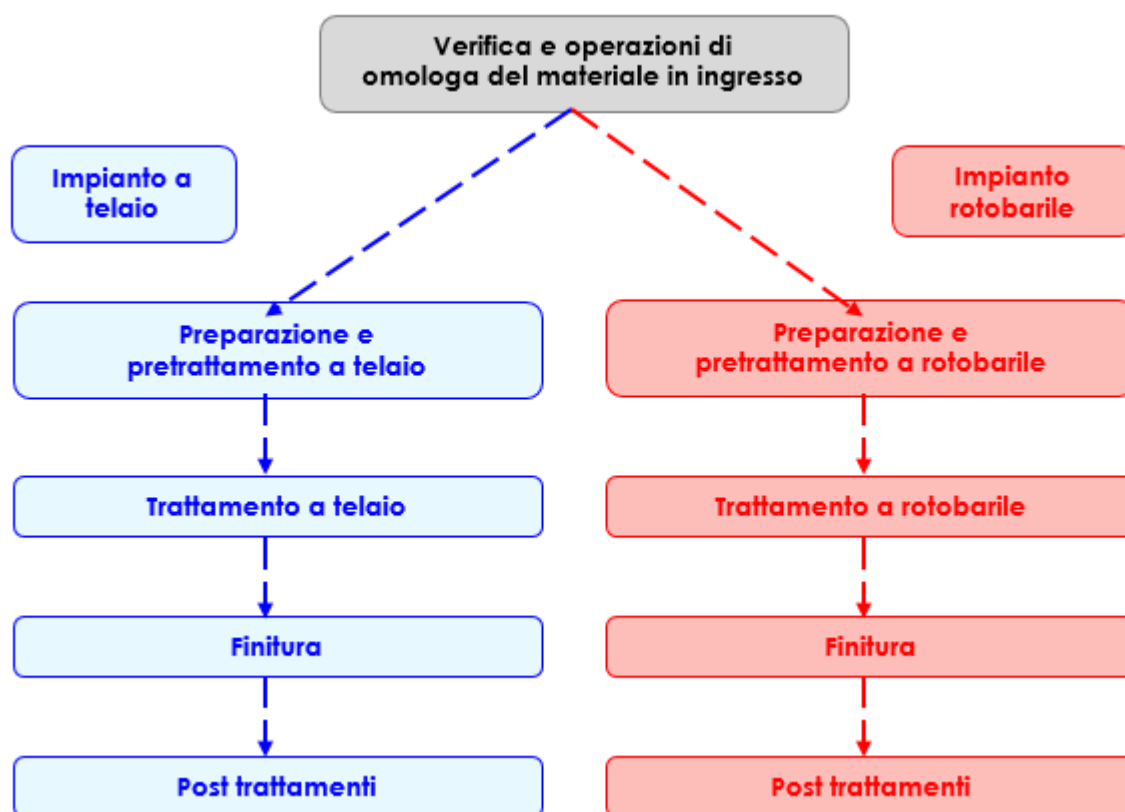 Verifica e operazioni di
omologa del materiale in ingresso
Impianto a
telaio
Impianto
rotobarile
Preparazione e
pretrattamento a telaio
Preparazione e
pretrattamento a rotobarile
Trattamento a telaio
Trattamento a rotobarile
Finitura
Finitura
Post trattamenti
Post trattamenti